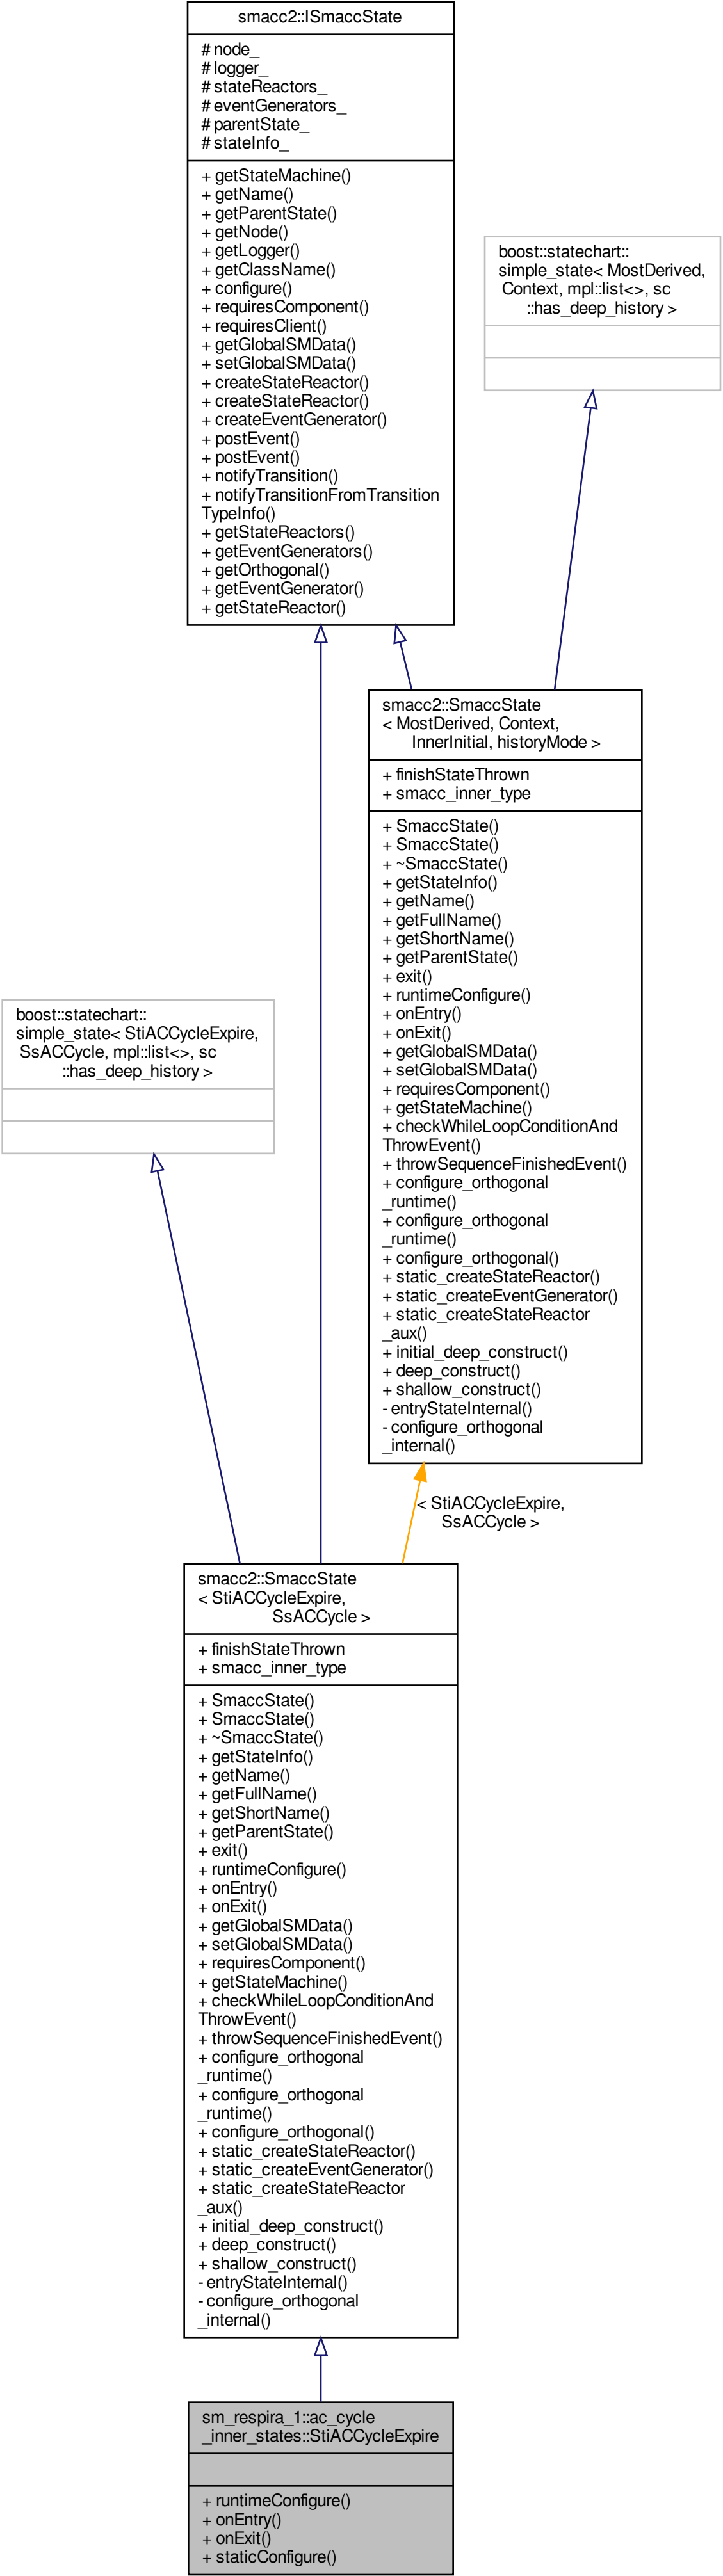 smacc2::ISmaccState
# node_
# logger_
# stateReactors_
# eventGenerators_
# parentState_
# stateInfo_
+ getStateMachine()
+ getName()
+ getParentState()
+ getNode()
+ getLogger()
+ getClassName()
+ configure()
+ requiresComponent()
+ requiresClient()
+ getGlobalSMData()
+ setGlobalSMData()
+ createStateReactor()
+ createStateReactor()
+ createEventGenerator()
+ postEvent()
+ postEvent()
+ notifyTransition()
+ notifyTransitionFromTransition
TypeInfo()
+ getStateReactors()
+ getEventGenerators()
+ getOrthogonal()
+ getEventGenerator()
+ getStateReactor()
boost::statechart::
simple_state< MostDerived,
Context, mpl::list<>, sc
::has_deep_history >
smacc2::SmaccState
< MostDerived, Context,
InnerInitial, historyMode >
+ finishStateThrown
+ smacc_inner_type
+ SmaccState()
+ SmaccState()
+ ~SmaccState()
+ getStateInfo()
+ getName()
+ getFullName()
+ getShortName()
+ getParentState()
+ exit()
+ runtimeConfigure()
+ onEntry()
+ onExit()
+ getGlobalSMData()
+ setGlobalSMData()
+ requiresComponent()
+ getStateMachine()
+ checkWhileLoopConditionAnd
ThrowEvent()
+ throwSequenceFinishedEvent()
+ configure_orthogonal
_runtime()
+ configure_orthogonal
_runtime()
+ configure_orthogonal()
+ static_createStateReactor()
+ static_createEventGenerator()
+ static_createStateReactor
_aux()
+ initial_deep_construct()
+ deep_construct()
+ shallow_construct()
- entryStateInternal()
- configure_orthogonal
_internal()
boost::statechart::
simple_state< StiACCycleExpire,
SsACCycle, mpl::list<>, sc
::has_deep_history >
< StiACCycleExpire,
SsACCycle >
smacc2::SmaccState
< StiACCycleExpire,
SsACCycle >
+ finishStateThrown
+ smacc_inner_type
+ SmaccState()
+ SmaccState()
+ ~SmaccState()
+ getStateInfo()
+ getName()
+ getFullName()
+ getShortName()
+ getParentState()
+ exit()
+ runtimeConfigure()
+ onEntry()
+ onExit()
+ getGlobalSMData()
+ setGlobalSMData()
+ requiresComponent()
+ getStateMachine()
+ checkWhileLoopConditionAnd
ThrowEvent()
+ throwSequenceFinishedEvent()
+ configure_orthogonal
_runtime()
+ configure_orthogonal
_runtime()
+ configure_orthogonal()
+ static_createStateReactor()
+ static_createEventGenerator()
+ static_createStateReactor
_aux()
+ initial_deep_construct()
+ deep_construct()
+ shallow_construct()
- entryStateInternal()
- configure_orthogonal
_internal()
sm_respira_1::ac_cycle
_inner_states::StiACCycleExpire
+ runtimeConfigure()
+ onEntry()
+ onExit()
+ staticConfigure()